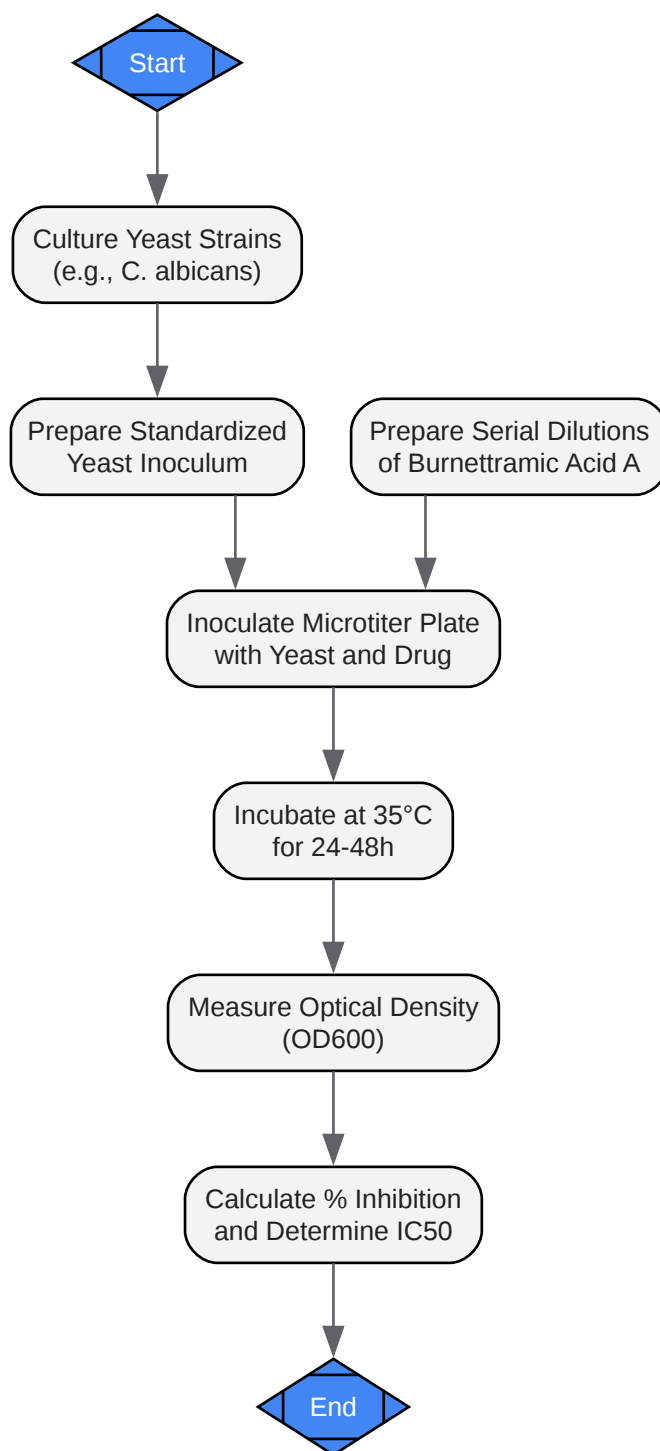 Start
Culture Yeast Strains
(e.g., C. albicans)
Prepare Standardized
Yeast Inoculum
Prepare Serial Dilutions
of Burnettramic Acid A
Inoculate Microtiter Plate
with Yeast and Drug
Incubate at 35°C
for 24-48h
Measure Optical Density
(OD600)
Calculate % Inhibition
and Determine IC50
End